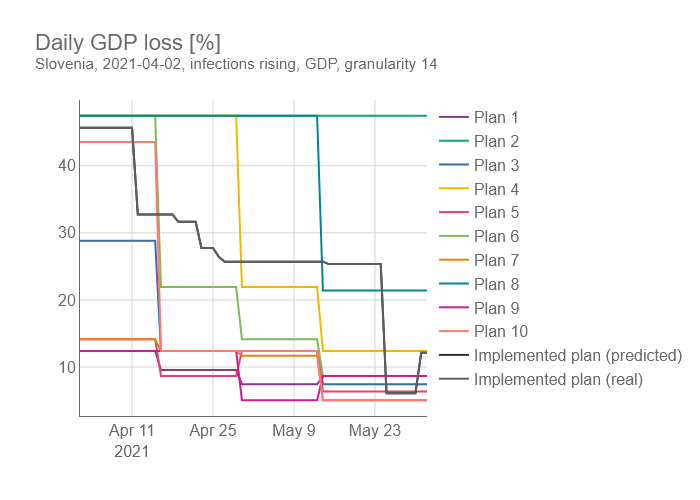 Daily GDP loss [%]
Slovenia, 2021-04-02, infections rising, GDP, granularity 14
40
30
20
10
Apr 11
2021
Apr 25
May 9
May 23
Plan 1
Plan 2
Plan 3
Plan 4
Plan 5
Plan 6
Plan 7
Plan 8
Plan 9
Plan 10
Implemented plan (predicted)
Implemented plan (real)